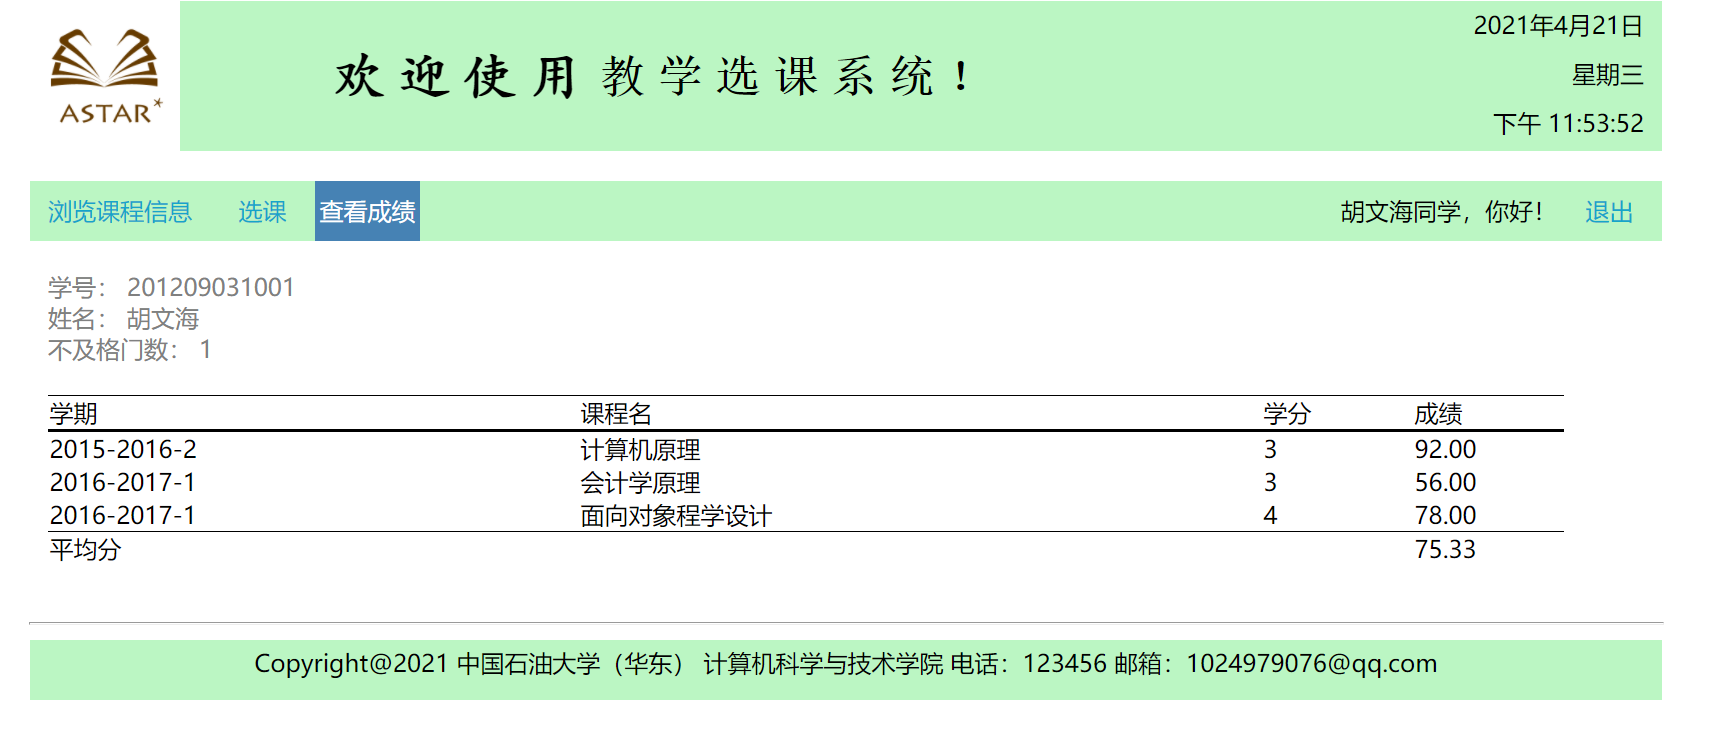 ASTAR*
欢迎使用教学选课系统！
2021年4月21日
星期三
下午 11:53:52
浏览课程信息 选课 查看成绩 胡文海同学，你好！ 退出
学号： 201209031001
姓名： 胡文海
不及格门数： 1
学期 课程名 学分 成绩
2015-2016-2 计算机原理 3 92.00
2016-2017-1 会计学原理 3 56.00
2016-2017-1 面向对象程学设计 4 78.00
平均分 75.33
Copyright@2021 中国石油大学（华东） 计算机科学与技术学院 电话：123456 邮箱：1024979076@qq.com